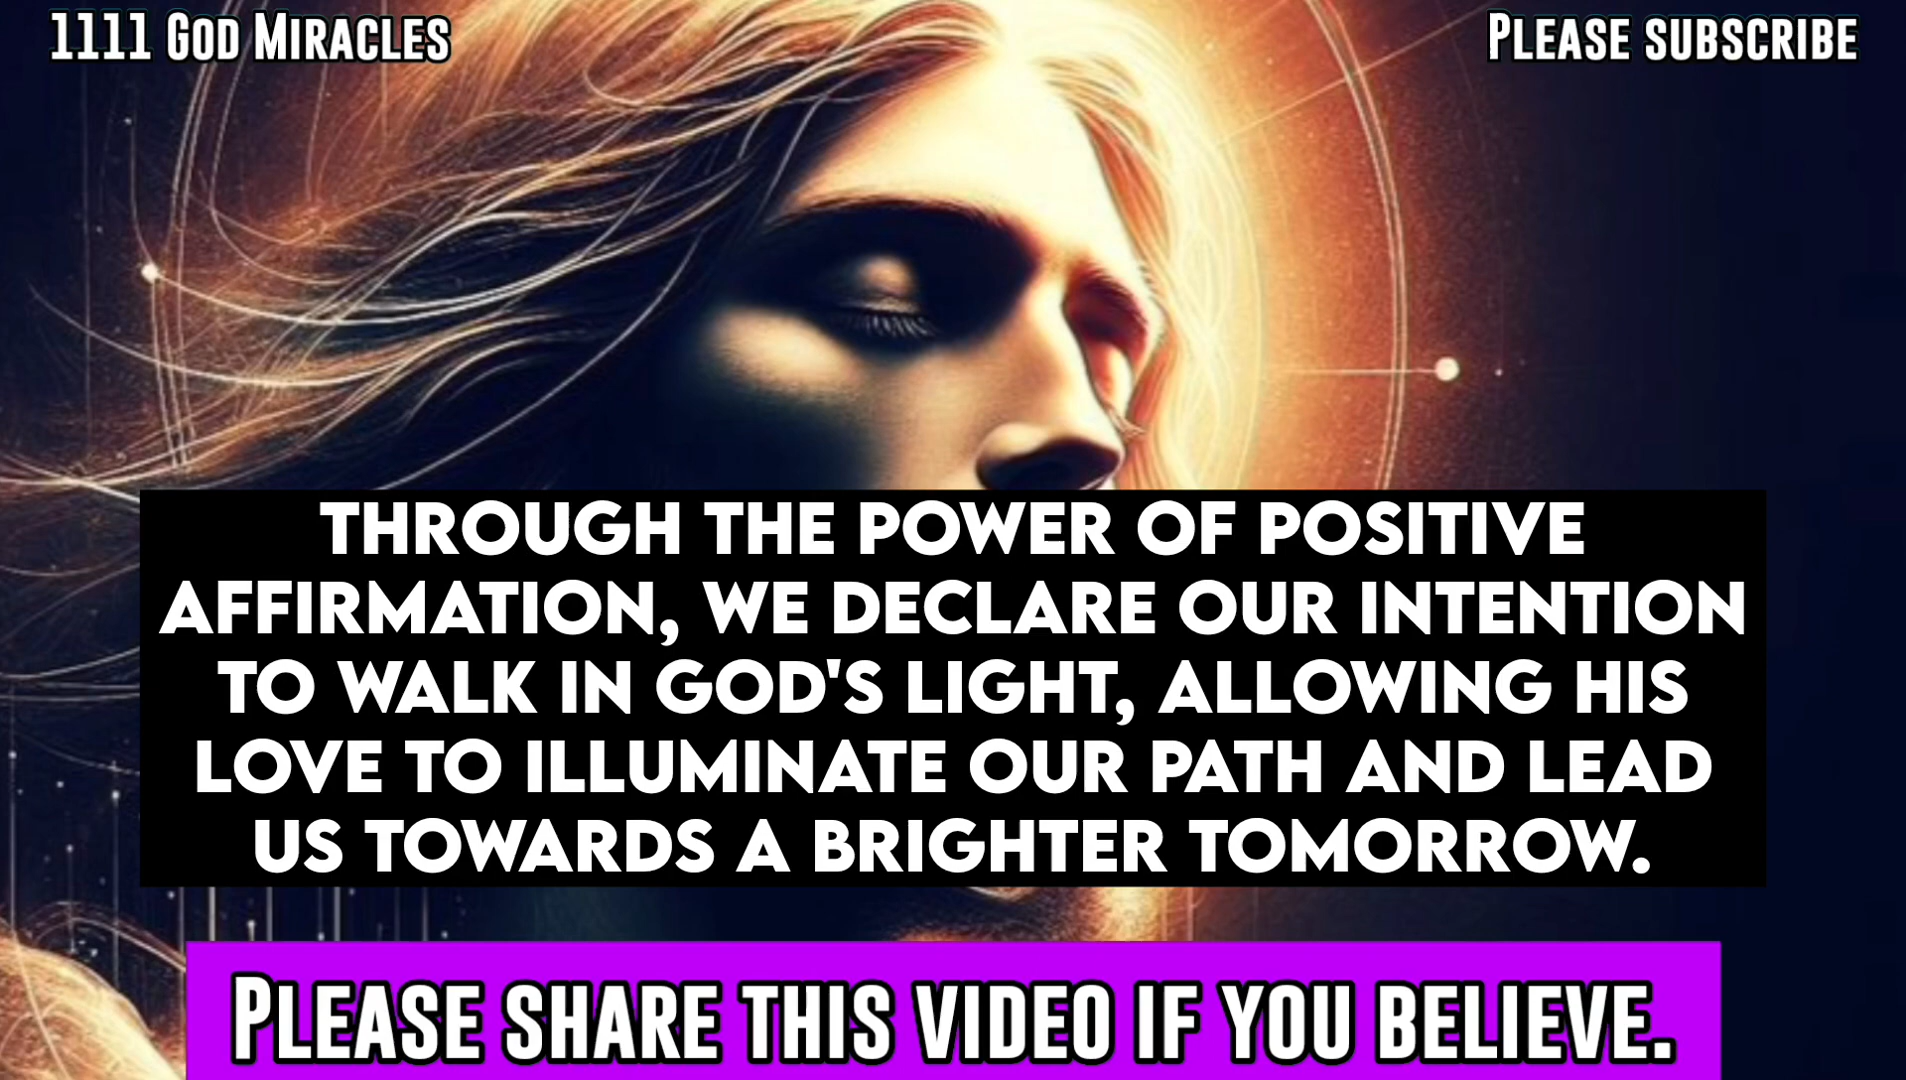 1111 God Miracles
Please subscribe
THROUGH THE POWER OF POSITIVE
AFFIRMATION, WE DECLARE OUR INTENTION
TO WALK IN GOD'S LIGHT, ALLOWING HIS
LOVE TO ILLUMINATE OUR PATH AND LEAD
US TOWARDS A BRIGHTER TOMORROW.
Please share this video if you believe.